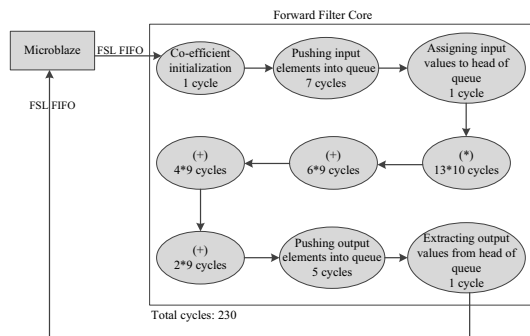 Forward Filter Core
Microblaze
FSL FIFO
Co-efficient
initialization
1 cycle
Pushing input
elements into queue
7 cycles
Assigning input
values to head of
queue
1 cycle
FSL FIFO
(+)
4*9 cycles
(+)
6*9 cycles
(*)
13*10 cycles
(+)
2*9 cycles
Pushing output
elements into queue
5 cycles
Extracting output
values from head of
queue
1 cycle
Total cycles: 230